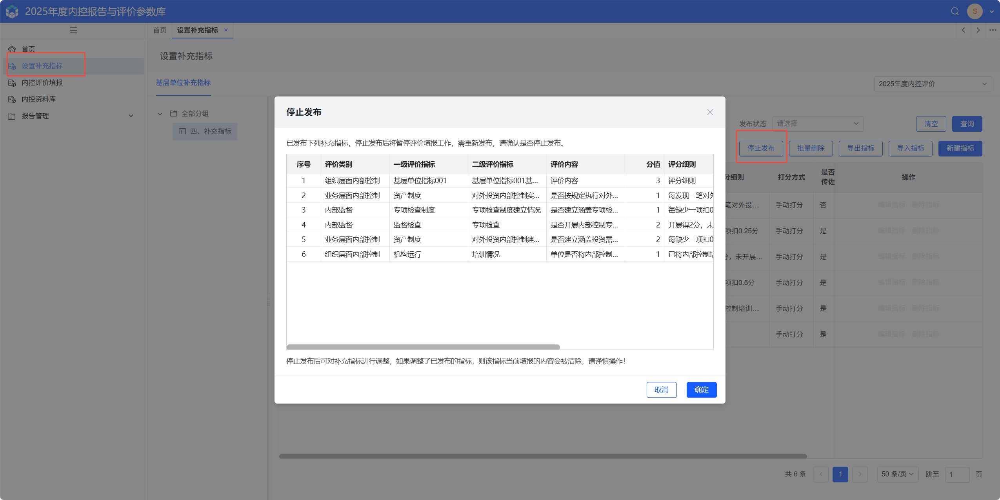 2025年度内控报告与评价参数库
S
首页
设置补充指标
首页
设置补充指标
内控评价填报
内控资料库
报告管理
设置补充指标
基层单位补充指标
2025年度内控评价
全部分组
四、补充指标
发布状态 请选择 清空 查询
停止发布 批量删除 导出指标 导入指标 新建指标
分细则 打分方式 是否 操作
传佐
笔对外投... 手动打分 否 编辑指标 删除指标
项扣0.25分 手动打分 是 编辑指标 删除指标
分，未开展... 手动打分 是 编辑指标 删除指标
项扣0.5分 手动打分 是 编辑指标 删除指标
控制培训... 手动打分 是 编辑指标 删除指标
手动打分 是 编辑指标 删除指标
停止发布
已发布下列补充指标，停止发布后将暂停评价填报工作，需重新发布，请确认是否停止发布。
序号 评价类别 一级评价指标 二级评价指标 评价内容 分值 评分细则
1 组织层面内部控制 基层单位指标001 基层单位指标001基... 评价内容 3 评分细则
2 业务层面内部控制 资产制度 对外投资内部控制实... 是否按规定执行对外... 1 每发现一笔对外
3 内部监督 专项检查制度 专项检查制度建立情况 是否建立涵盖专项检... 1 每缺少一项扣0
4 内部监督 监督检查 专项检查 是否开展内部控制专... 2 开展得2分，未
5 业务层面内部控制 资产制度 对外投资内部控制建... 是否建立涵盖投资需... 2 每缺少一项扣0
6 组织层面内部控制 机构运行 培训情况 单位是否将内部控制... 1 已将内部控制培
停止发布后可对补充指标进行调整，如果调整了已发布的指标，则该指标当前填报的内容会被清除，请谨慎操作！
取消 确定
共 6 条 1 50 条/页 跳至 1 页